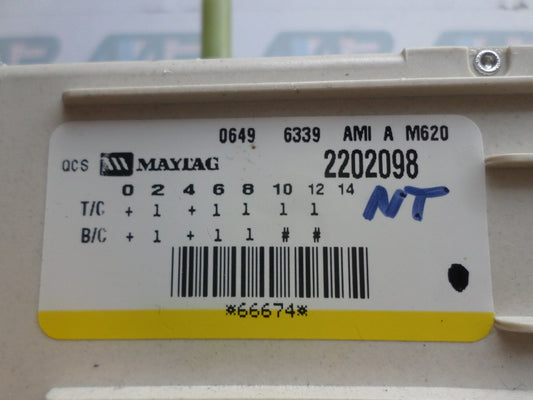 0649 6339 AMI A M620
QCS MAYTAG 2202098
0 2 4 6 8 10 12 14
T/C + 1 + 1 1 1 1
NT
B/C + 1 + 1 1 # #
*66674*